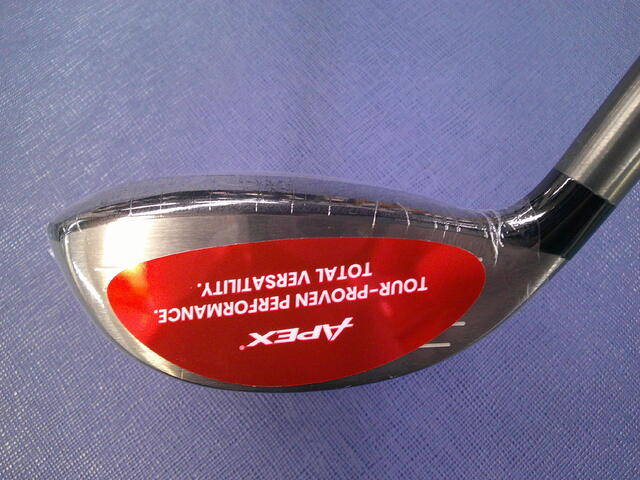 APEX®
TOUR-PROVEN PERFORMANCE.
TOTAL VERSATILITY.